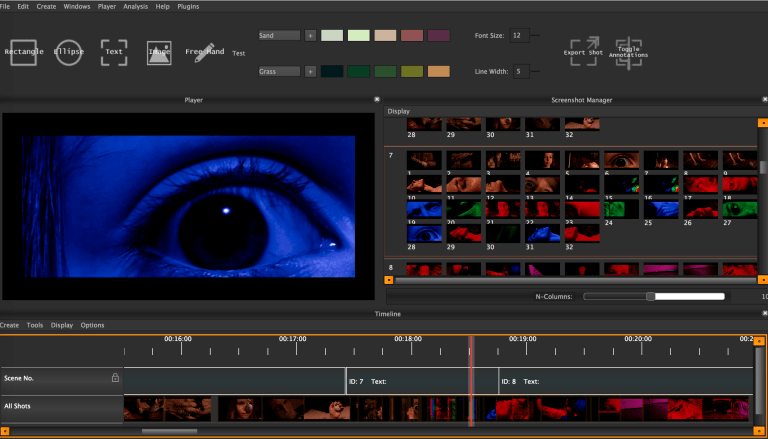 File Edit Create Windows Player Analysis Help Plugins
Rectangle Ellipse Text Image Free Hand Test
Sand + Font Size: 12
Grass + Line Width: 5
Export Shot
Toggle
Annotations
Player
Screenshot Manager
Display
28 29 30 31 32
7
1 2 3 4 5 6 7 8 9
10 11 12 13 14 15 16 17 18
19 20 21 22 23 24 25 26 27
28 29 30 31 32
8
N-Columns: 10
Timeline
Create Tools Display Options
00:16:00 00:17:00 00:18:00 00:19:00 00:20:00 00:2
Scene No. ID: 7 Text: ID: 8 Text:
All Shots